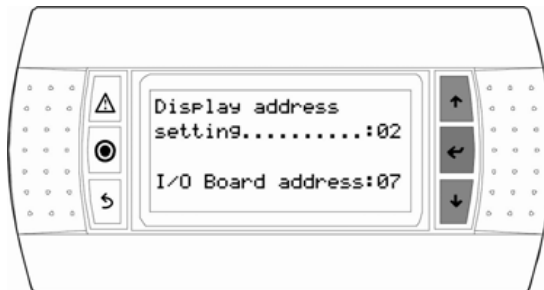 Display address
setting..........:02
I/O Board address:07